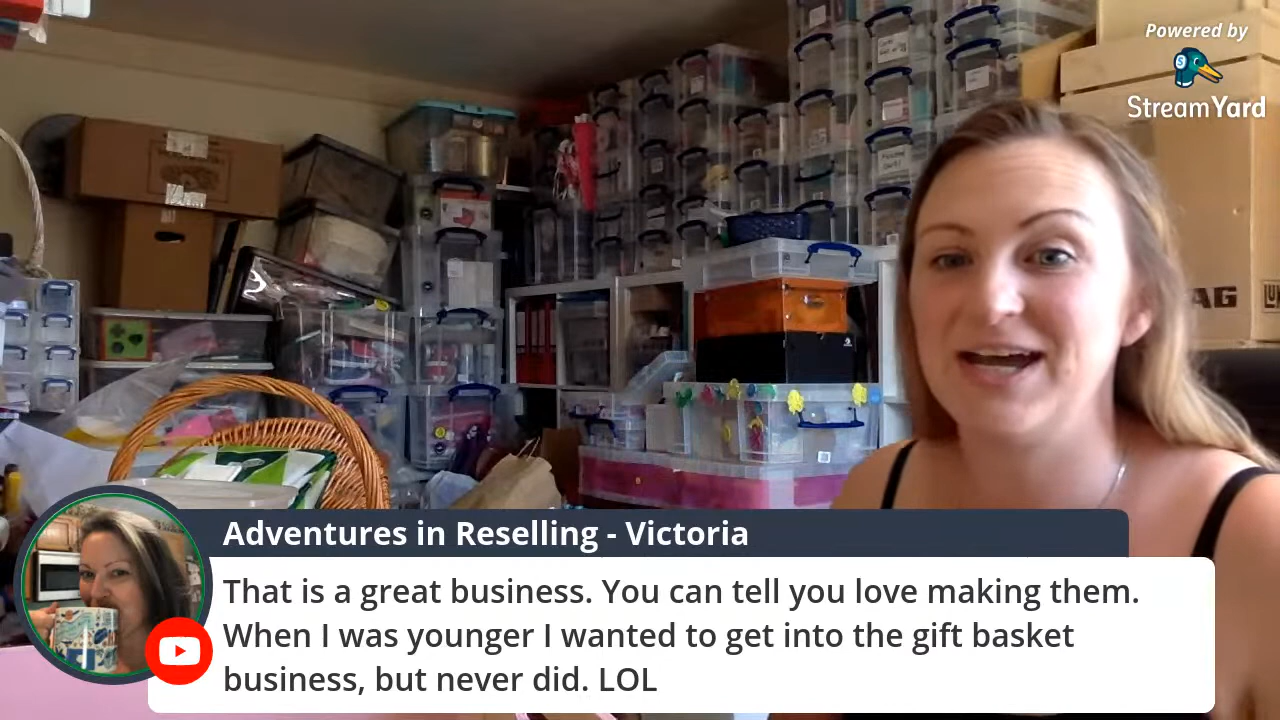 Powered by
StreamYard
AG
Adventures in Reselling - Victoria
That is a great business. You can tell you love making them.
When I was younger I wanted to get into the gift basket
business, but never did. LOL